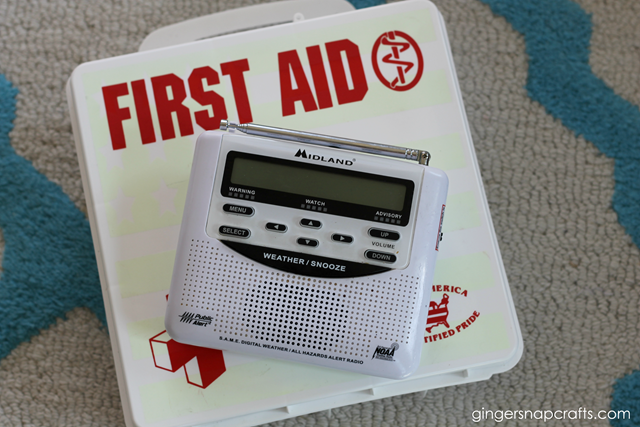 FIRST AID
MIDLAND
WARNING
WATCH
ADVISORY
MENU
UP
SELECT
VOLUME
DOWN
WEATHER / SNOOZE
Public Alert
NOAA
S.A.M.E. DIGITAL WEATHER / ALL HAZARDS ALERT RADIO
MERICA
TIFIED PRIDE
gingersnapcrafts.com